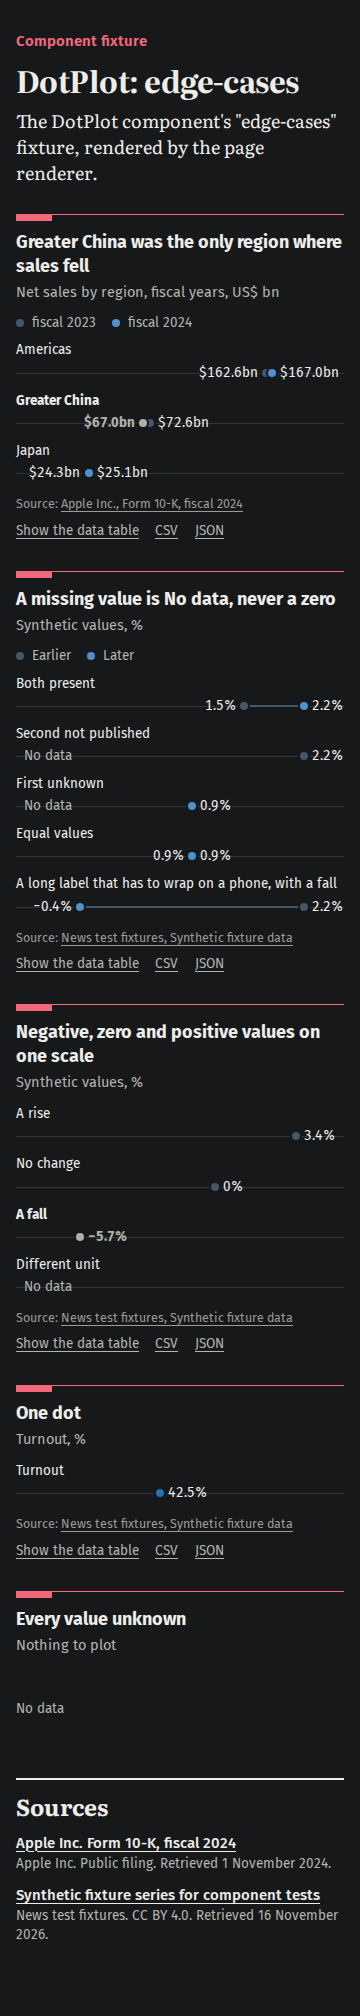 Component fixture
DotPlot: edge-cases
The DotPlot component's "edge-cases"
fixture, rendered by the page
renderer.
Greater China was the only region where
sales fell
Net sales by region, fiscal years, US$ bn
fiscal 2023 fiscal 2024
Americas
$162.6bn $167.0bn
Greater China
$67.0bn $72.6bn
Japan
$24.3bn $25.1bn
Source: Apple Inc., Form 10-K, fiscal 2024
Show the data table CSV JSON
A missing value is No data, never a zero
Synthetic values, %
Earlier Later
Both present
1.5% 2.2%
Second not published
No data 2.2%
First unknown
No data 0.9%
Equal values
0.9% 0.9%
A long label that has to wrap on a phone, with a fall
−0.4% 2.2%
Source: News test fixtures, Synthetic fixture data
Show the data table CSV JSON
Negative, zero and positive values on
one scale
Synthetic values, %
A rise
3.4%
No change
0%
A fall
−5.7%
Different unit
No data
Source: News test fixtures, Synthetic fixture data
Show the data table CSV JSON
One dot
Turnout, %
Turnout
42.5%
Source: News test fixtures, Synthetic fixture data
Show the data table CSV JSON
Every value unknown
Nothing to plot
No data
Sources
Apple Inc. Form 10-K, fiscal 2024
Apple Inc. Public filing. Retrieved 1 November 2024.
Synthetic fixture series for component tests
News test fixtures. CC BY 4.0. Retrieved 16 November
2026.